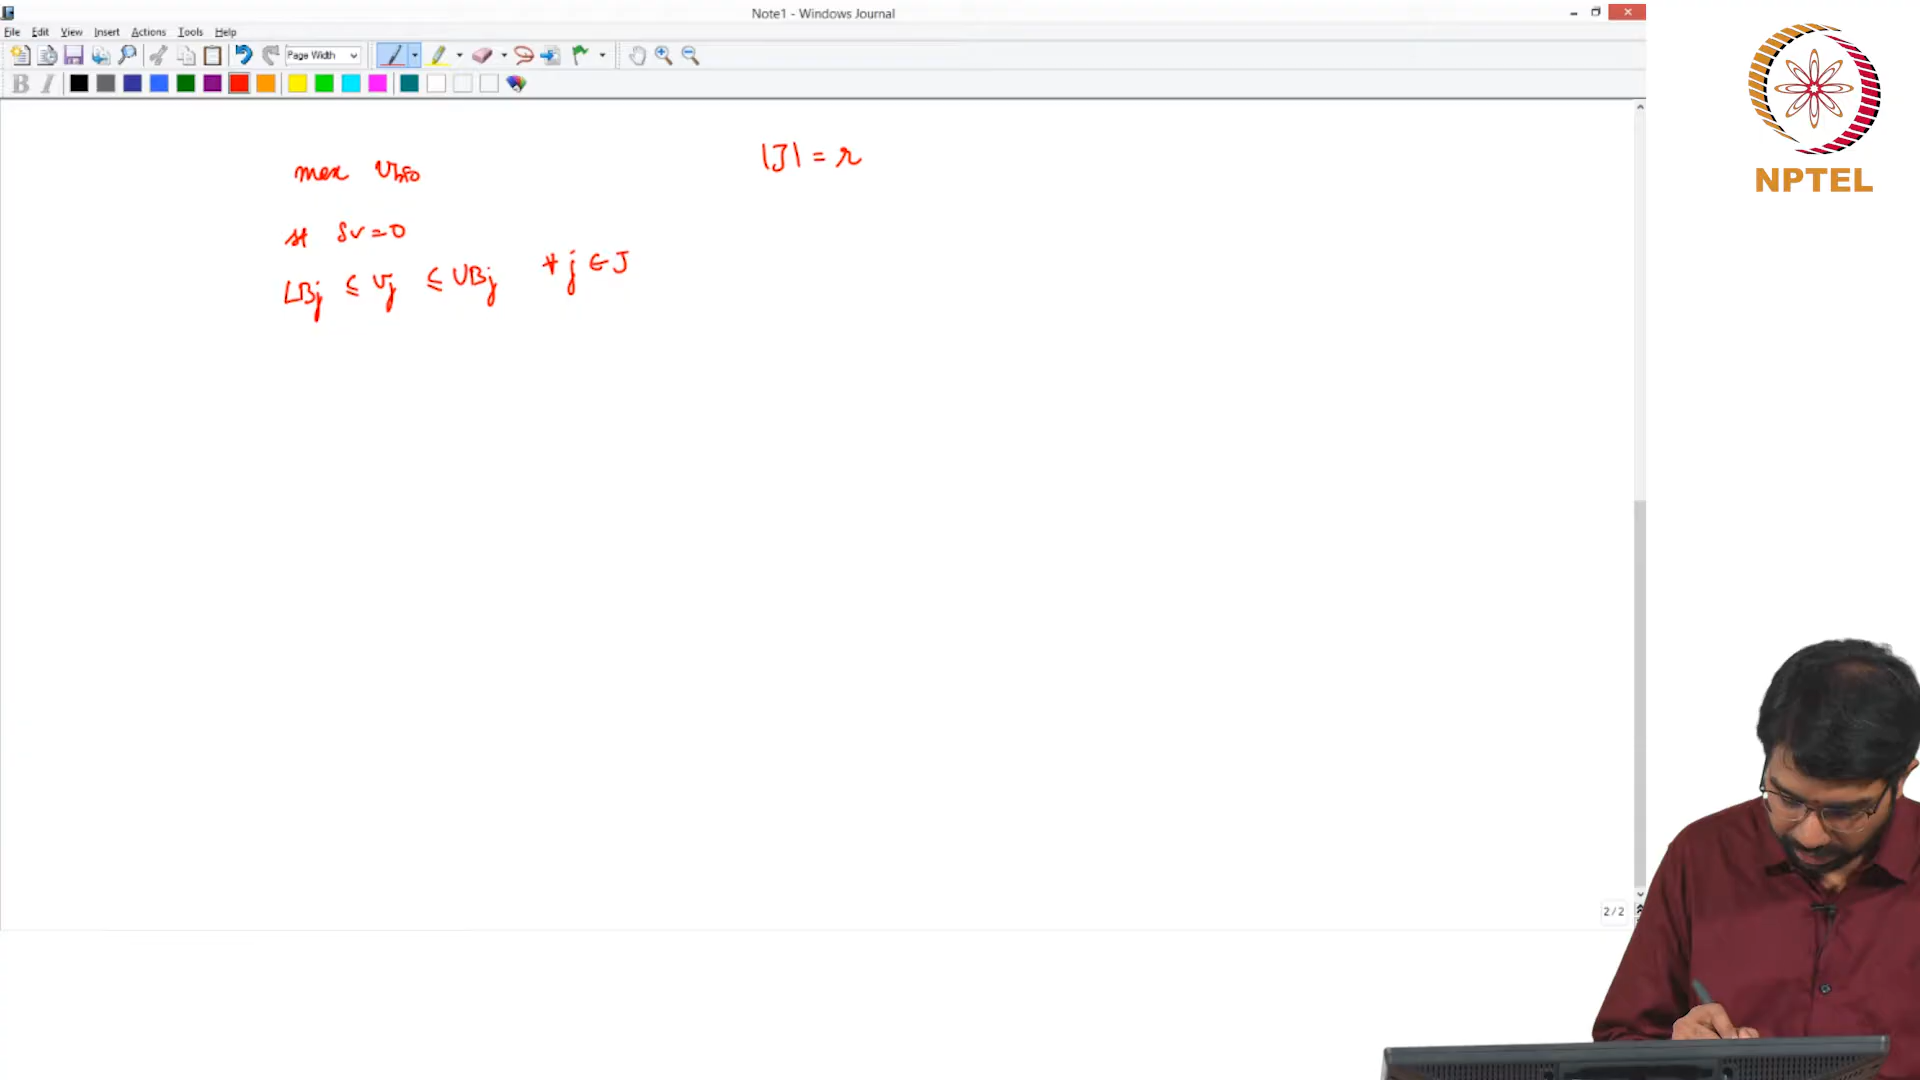 Note1 - Windows Journal
File Edit View Insert Actions Tools Help
Page Width
B I
max v_bio
|J| = r
st Sv = 0
LBj ≤ vj ≤ UBj ∀ j ∈ J
2 / 2
NPTEL